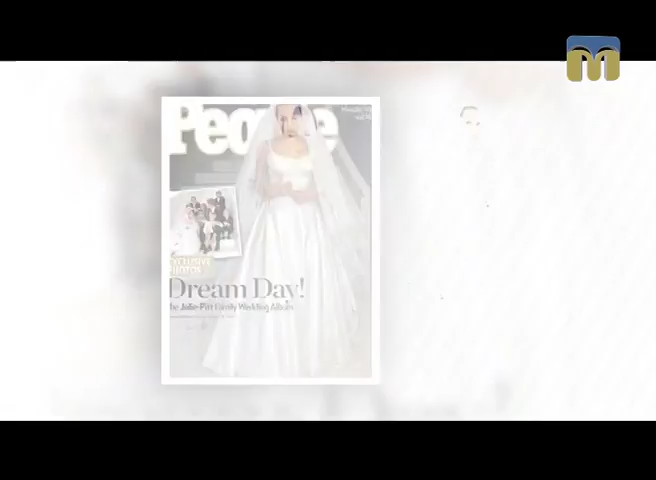 M
People
EXCLUSIVE
PHOTOS
Dream Day!
The Jolie-Pitt Family Wedding Album